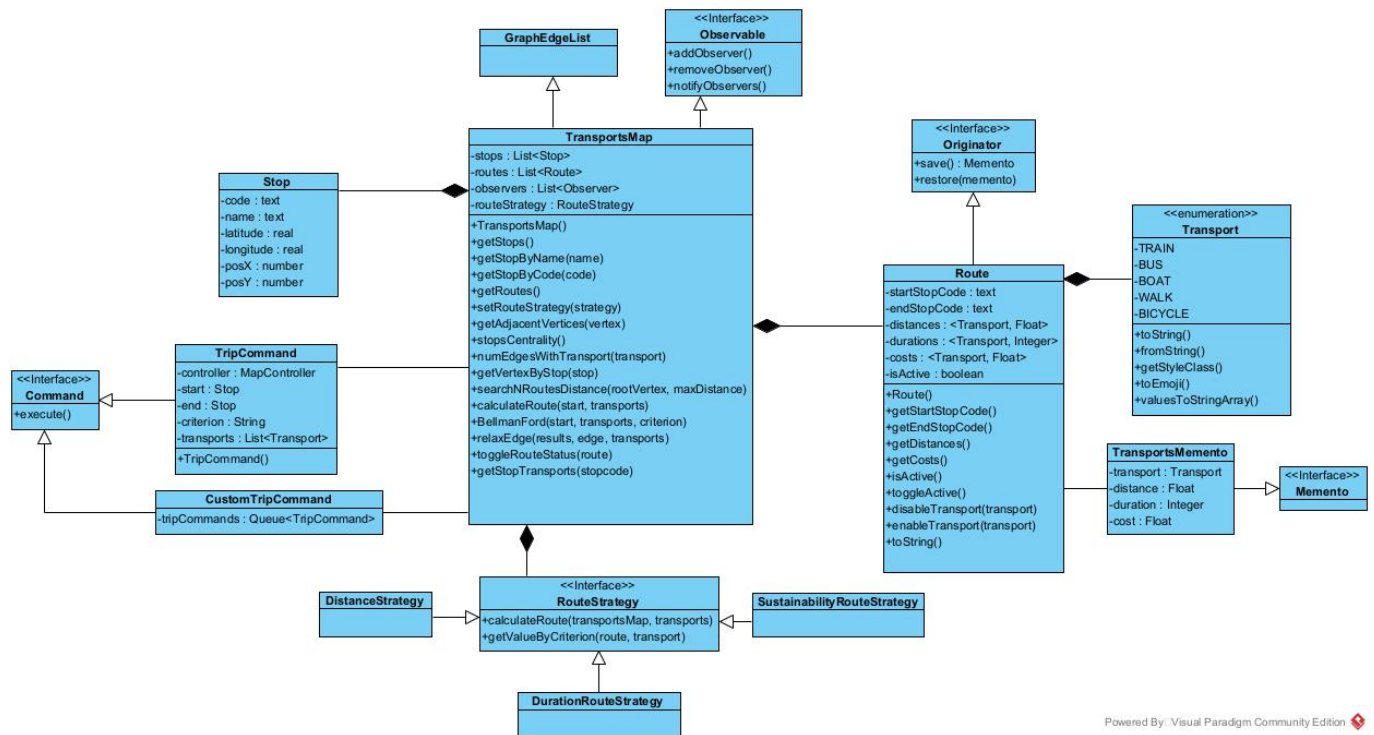 GraphEdgeList
<<Interface>>
Observable
+addObserver()
+removeObserver()
+notifyObservers()
TransportsMap
-stops : List<Stop>
-routes : List<Route>
-observers : List<Observer>
-routeStrategy : RouteStrategy
+TransportsMap()
+getStops()
+getStopByName(name)
+getStopByCode(code)
+getRoutes()
+setRouteStrategy(strategy)
+getAdjacentVertices(vertex)
+stopsCentrality()
+numEdgesWithTransport(transport)
+getVertexByStop(stop)
+searchNRoutesDistance(rootVertex, maxDistance)
+calculateRoute(start, transports)
+BellmanFord(start, transports, criterion)
+relaxEdge(results, edge, transports)
+toggleRouteStatus(route)
+getStopTransports(stopcode)
Stop
-code : text
-name : text
-latitude : real
-longitude : real
-posX : number
-posY : number
<<Interface>>
Originator
+save() : Memento
+restore(memento)
<<enumeration>>
Transport
-TRAIN
-BUS
-BOAT
-WALK
-BICYCLE
+toString()
+fromString()
+getStyleClass()
+toEmoji()
+valuesToStringArray()
Route
-startStopCode : text
-endStopCode : text
-distances : <Transport, Float>
-durations : <Transport, Integer>
-costs : <Transport, Float>
-isActive : boolean
+Route()
+getStartStopCode()
+getEndStopCode()
+getDistances()
+getCosts()
+isActive()
+toggleActive()
+disableTransport(transport)
+enableTransport(transport)
+toString()
TripCommand
-controller : MapController
-start : Stop
-end : Stop
-criterion : String
-transports : List<Transport>
+TripCommand()
<<Interface>>
Command
+execute()
CustomTripCommand
-tripCommands : Queue<TripCommand>
TransportsMemento
-transport : Transport
-distance : Float
-duration : Integer
-cost : Float
<<Interface>>
Memento
<<Interface>>
RouteStrategy
+calculateRoute(transportsMap, transports)
+getValueByCriterion(route, transport)
DistanceStrategy
SustainabilityRouteStrategy
DurationRouteStrategy
Powered By Visual Paradigm Community Edition